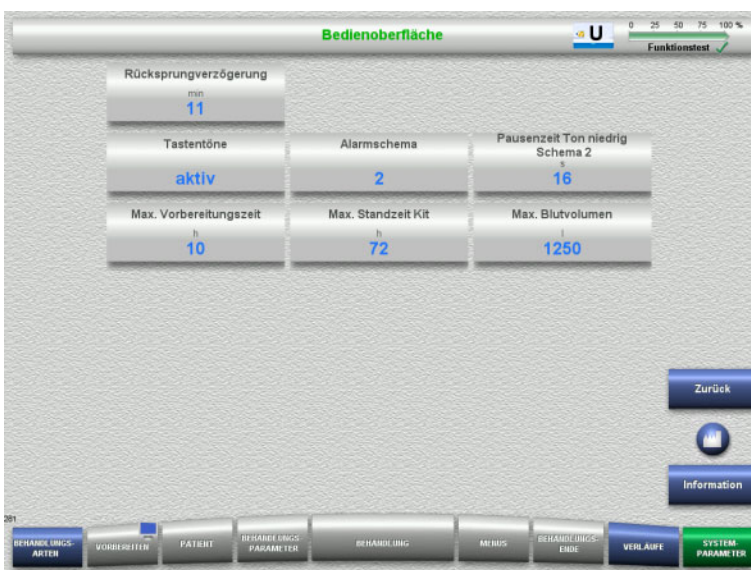 Bedienoberfläche
U
0 25 50 75 100 %
Funktionstest
Rücksprungverzögerung
min
11
Tastentöne
aktiv
Alarmschema
2
Pausenzeit Ton niedrig
Schema 2
s
16
Max. Vorbereitungszeit
h
10
Max. Standzeit Kit
h
72
Max. Blutvolumen
l
1250
Zurück
Information
261
BEHANDLUNGS-
ARTEN
VORBEREITEN
PATIENT
BEHANDLUNGS-
PARAMETER
BEHANDLUNG
MENÜS
BEHANDLUNGS-
ENDE
VERLÄUFE
SYSTEM-
PARAMETER